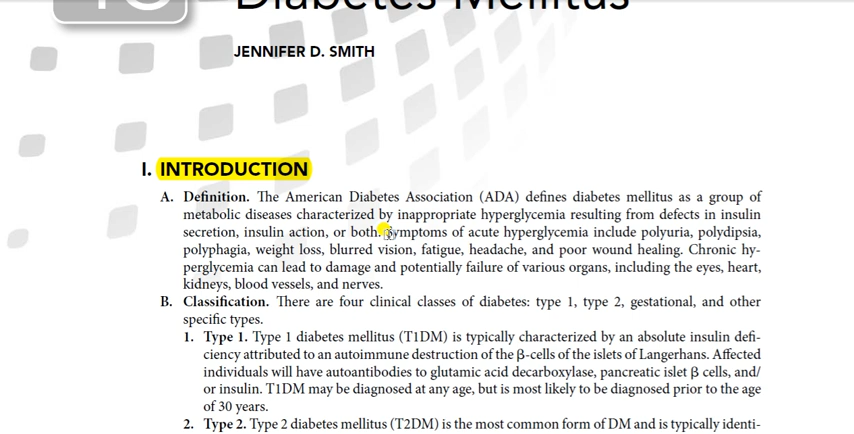 Diabetes Mellitus
JENNIFER D. SMITH
I. INTRODUCTION
A. Definition. The American Diabetes Association (ADA) defines diabetes mellitus as a group of
metabolic diseases characterized by inappropriate hyperglycemia resulting from defects in insulin
secretion, insulin action, or both. Symptoms of acute hyperglycemia include polyuria, polydipsia,
polyphagia, weight loss, blurred vision, fatigue, headache, and poor wound healing. Chronic hy-
perglycemia can lead to damage and potentially failure of various organs, including the eyes, heart,
kidneys, blood vessels, and nerves.
B. Classification. There are four clinical classes of diabetes: type 1, type 2, gestational, and other
specific types.
1. Type 1. Type 1 diabetes mellitus (T1DM) is typically characterized by an absolute insulin defi-
ciency attributed to an autoimmune destruction of the β-cells of the islets of Langerhans. Affected
individuals will have autoantibodies to glutamic acid decarboxylase, pancreatic islet β cells, and/
or insulin. T1DM may be diagnosed at any age, but is most likely to be diagnosed prior to the age
of 30 years.
2. Type 2. Type 2 diabetes mellitus (T2DM) is the most common form of DM and is typically identi-